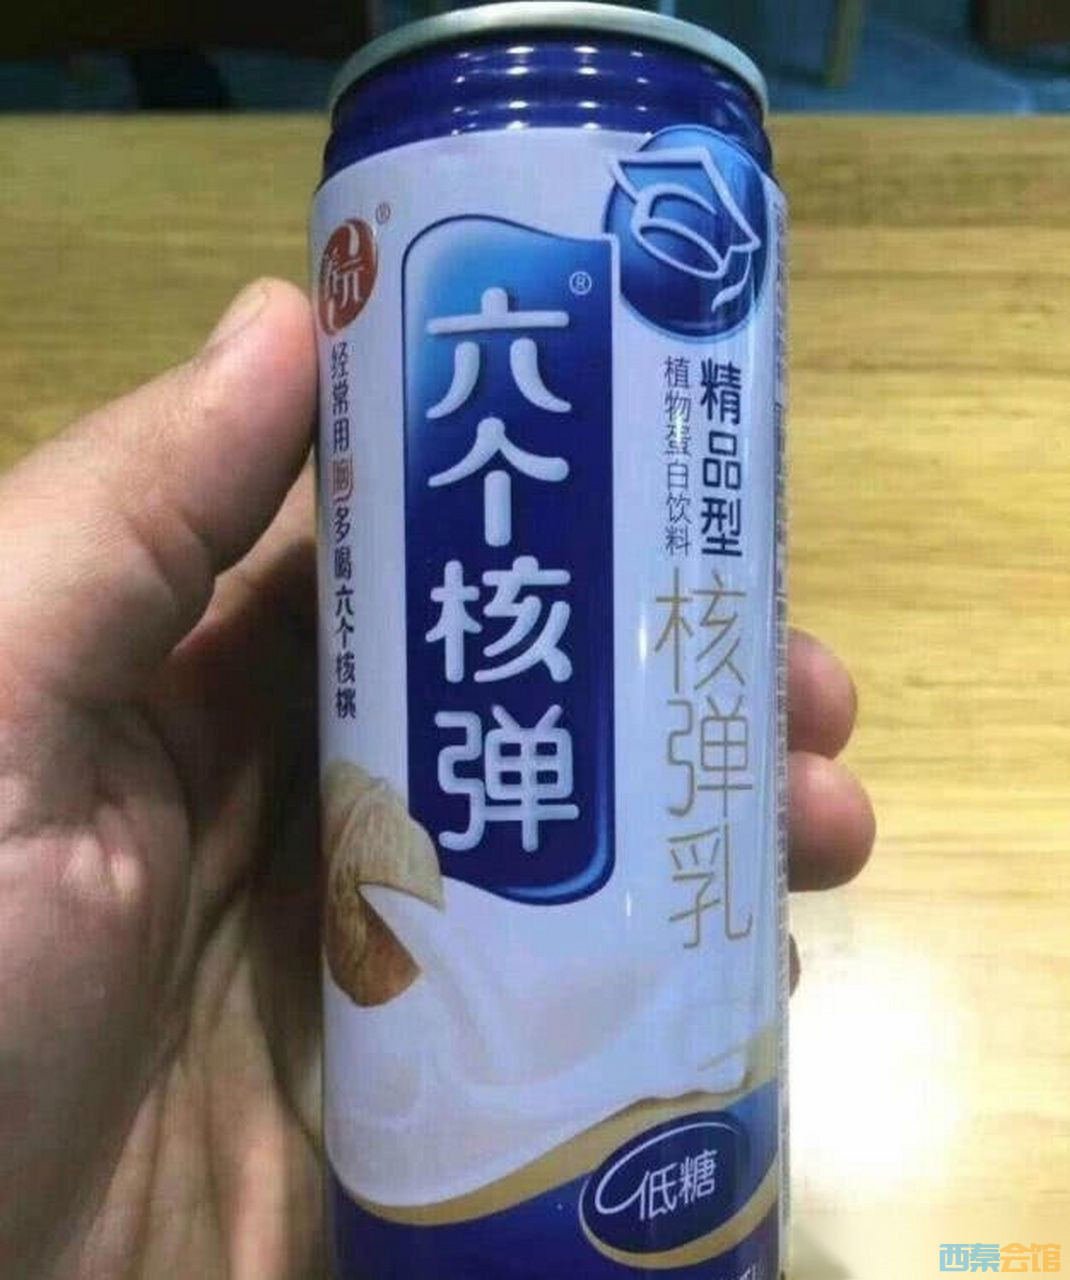 经常用脑多喝六个核桃
®
六个核弹
®
精品型
植物蛋白饮料
核弹乳
低糖
西秦会馆